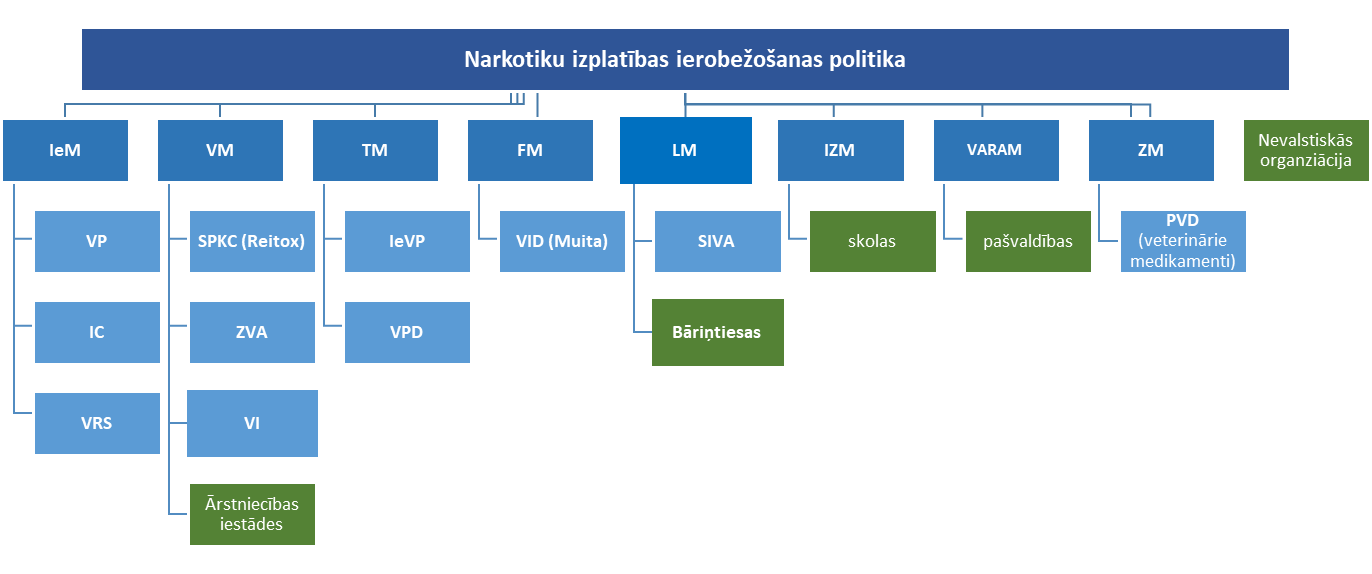 Narkotiku izplatības ierobežošanas politika
IeM
VM
TM
FM
LM
IZM
VARAM
ZM
Nevalstiskās
organziācija
VP
SPKC (Reitox)
IeVP
VID (Muita)
SIVA
skolas
pašvaldības
PVD
(veterinārie
medikamenti)
IC
ZVA
VPD
Bāriņtiesas
VRS
VI
Ārstniecības
iestādes